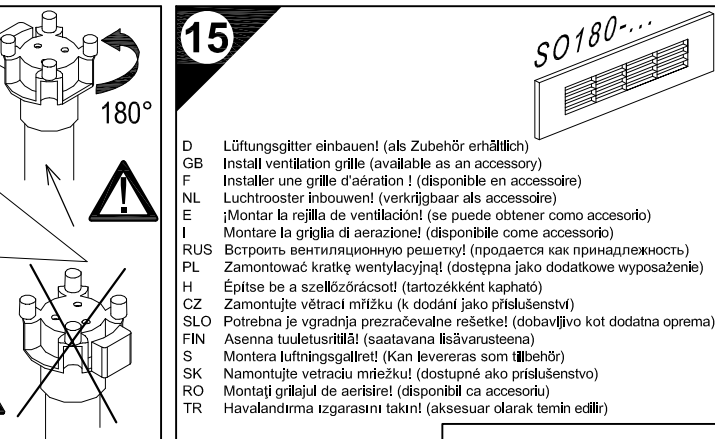 180°
15
SO180-...
D Lüftungsgitter einbauen! (als Zubehör erhältlich)
GB Install ventilation grille (available as an accessory)
F Installer une grille d'aération ! (disponible en accessoire)
NL Luchtrooster inbouwen! (verkrijgbaar als accessoire)
E ¡Montar la rejilla de ventilación! (se puede obtener como accesorio)
I Montare la griglia di aerazione! (disponibile come accessorio)
RUS Встроить вентиляционную решетку! (продается как принадлежность)
PL Zamontować kratkę wentylacyjną! (dostępna jako dodatkowe wyposażenie)
H Építse be a szellőzőrácsot! (tartozékként kapható)
CZ Zamontujte větrací mřížku (k dodání jako příslušenství)
SLO Potrebna je vgradnja prezračevalne rešetke! (dobavljivo kot dodatna oprema)
FIN Asenna tuuletusritilä! (saatavana lisävarusteena)
S Montera luftningsgallret! (Kan levereras som tillbehör)
SK Namontujte vetraciu mriežku! (dostupné ako príslušenstvo)
RO Montaţi grilajul de aerisire! (disponibil ca accesoriu)
TR Havalandırma ızgarasını takın! (aksesuar olarak temin edilir)